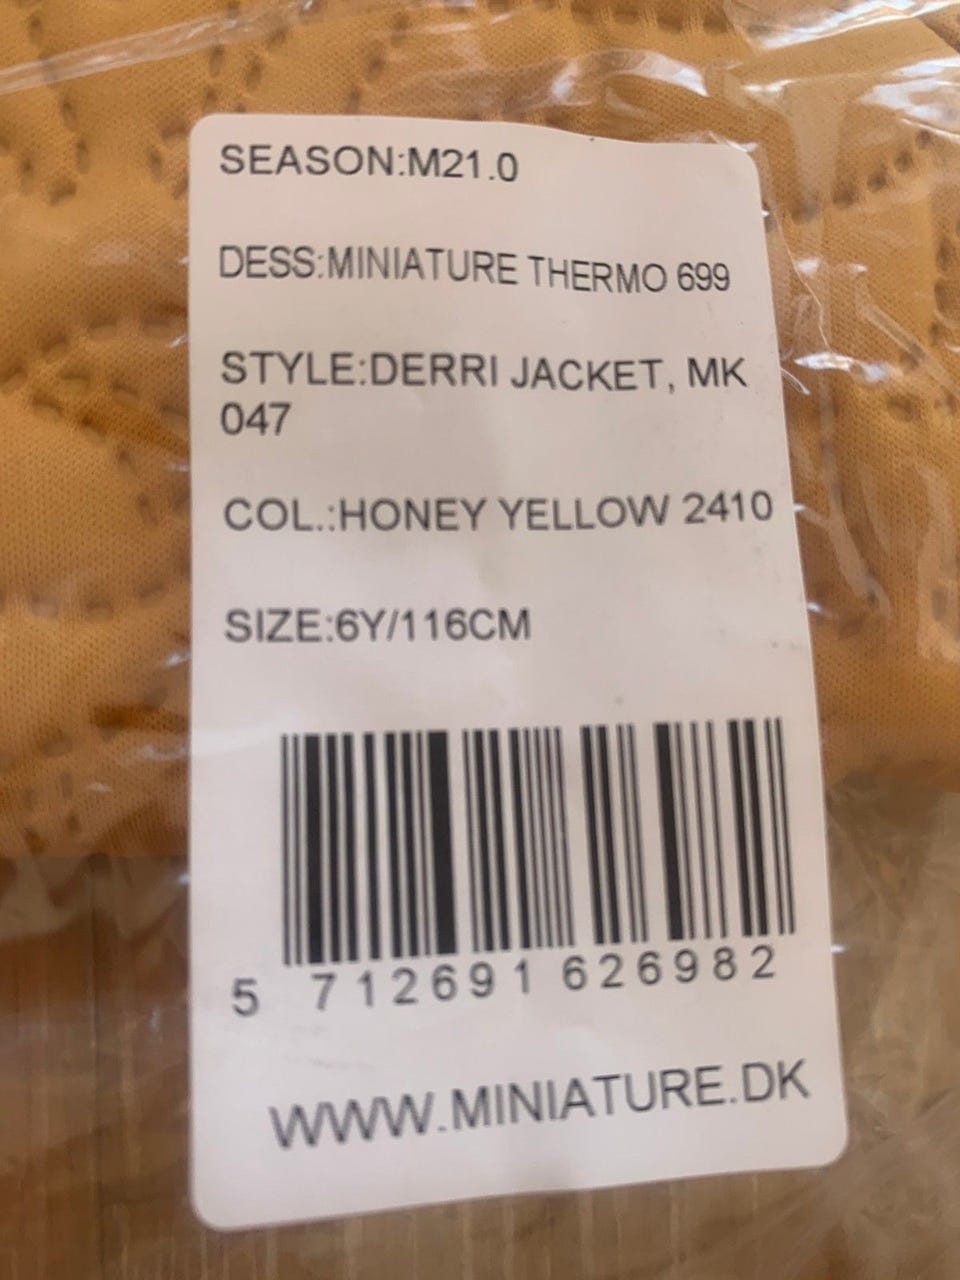 SEASON:M21.0
DESS:MINIATURE THERMO 699
STYLE:DERRI JACKET, MK
047
COL.:HONEY YELLOW 2410
SIZE:6Y/116CM
5 712691 626982
WWW.MINIATURE.DK